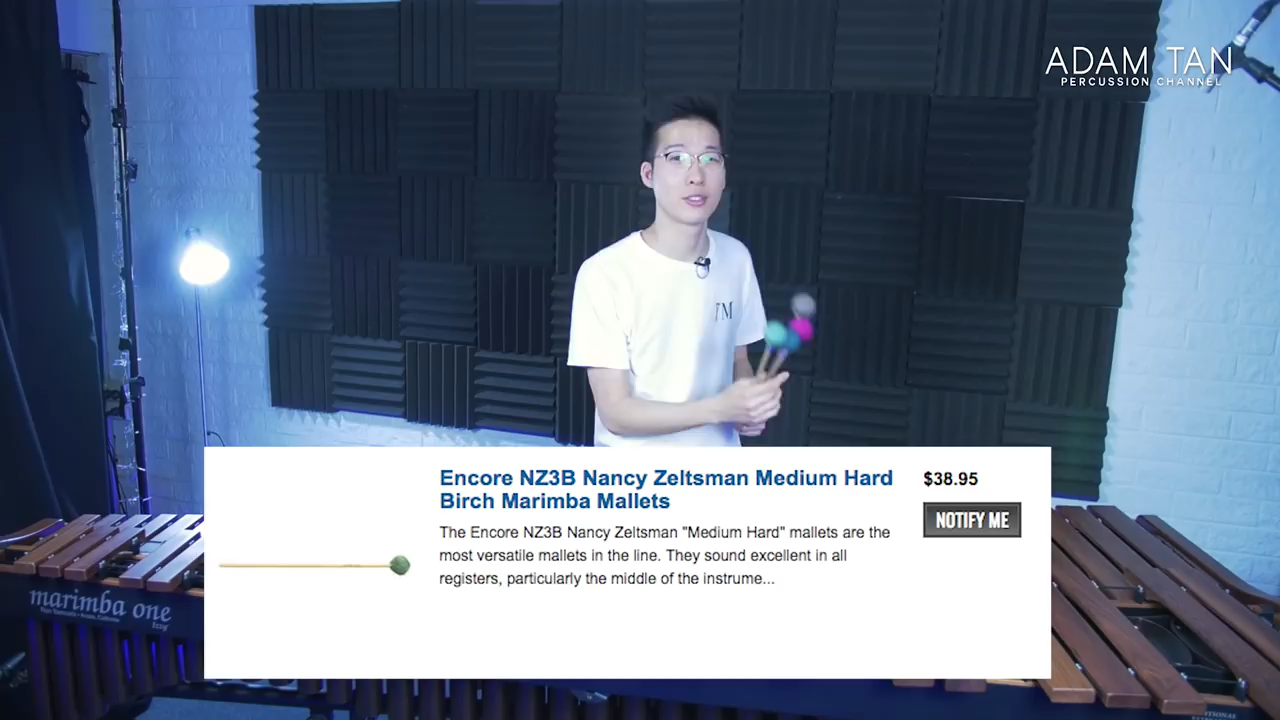 ADAM TAN
PERCUSSION CHANNEL
TM
Encore NZ3B Nancy Zeltsman Medium Hard
Birch Marimba Mallets
$38.95
NOTIFY ME
The Encore NZ3B Nancy Zeltsman "Medium Hard" mallets are the
most versatile mallets in the line. They sound excellent in all
registers, particularly the middle of the instrume...
marimba one
Izzy